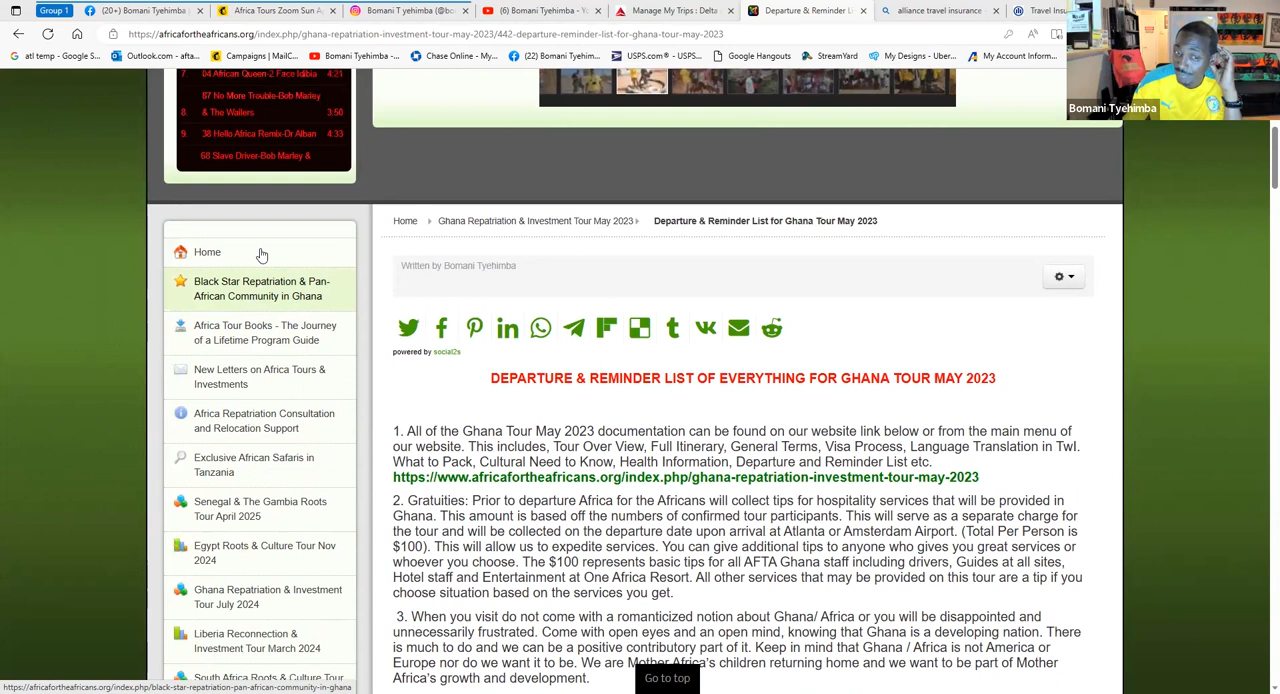 Group 1
(20+) Bomani Tyehimba
Africa Tours Zoom Sun A
Bomani T yehimba (@bo
(6) Bomani Tyehimba - Yo
Manage My Trips : Delta
Departure & Reminder L
alliance travel insurance
Travel Insu
https://africafortheafricans.org/index.php/ghana-repatriation-investment-tour-may-2023/442-departure-reminder-list-for-ghana-tour-may-2023
atl temp - Google S...
Outlook.com - afta...
Campaigns | MailC...
Bomani Tyehimba -...
Chase Online - My...
(22) Bomani Tyehim...
USPS.com® - USPS...
Google Hangouts
StreamYard
My Designs - Uber...
My Account Inform...
Bomani Tyehimba
7. 04 African Queen-2 Face Idibia 4:21
87 No More Trouble-Bob Marley
8. & The Wailers 3:50
9. 38 Hello Africa Remix-Dr Alban 4:33
68 Slave Driver-Bob Marley &
Home
Black Star Repatriation & Pan-
African Community in Ghana
Africa Tour Books - The Journey
of a Lifetime Program Guide
New Letters on Africa Tours &
Investments
Africa Repatriation Consultation
and Relocation Support
Exclusive African Safaris in
Tanzania
Senegal & The Gambia Roots
Tour April 2025
Egypt Roots & Culture Tour Nov
2024
Ghana Repatriation & Investment
Tour July 2024
Liberia Reconnection &
Investment Tour March 2024
South Africa Roots & Culture Tour
Home Ghana Repatriation & Investment Tour May 2023 Departure & Reminder List for Ghana Tour May 2023
Written by Bomani Tyehimba
powered by social2s
DEPARTURE & REMINDER LIST OF EVERYTHING FOR GHANA TOUR MAY 2023
1. All of the Ghana Tour May 2023 documentation can be found on our website link below or from the main menu of
our website. This includes, Tour Over View, Full Itinerary, General Terms, Visa Process, Language Translation in TwI.
What to Pack, Cultural Need to Know, Health Information, Departure and Reminder List etc.
https://www.africafortheafricans.org/index.php/ghana-repatriation-investment-tour-may-2023
2. Gratuities: Prior to departure Africa for the Africans will collect tips for hospitality services that will be provided in
Ghana. This amount is based off the numbers of confirmed tour participants. This will serve as a separate charge for
the tour and will be collected on the departure date upon arrival at Atlanta or Amsterdam Airport. (Total Per Person is
$100). This will allow us to expedite services. You can give additional tips to anyone who gives you great services or
whoever you choose. The $100 represents basic tips for all AFTA Ghana staff including drivers, Guides at all sites,
Hotel staff and Entertainment at One Africa Resort. All other services that may be provided on this tour are a tip if you
choose situation based on the services you get.
3. When you visit do not come with a romanticized notion about Ghana/ Africa or you will be disappointed and
unnecessarily frustrated. Come with open eyes and an open mind, knowing that Ghana is a developing nation. There
is much to do and we can be a positive contributory part of it. Keep in mind that Ghana / Africa is not America or
Europe nor do we want it to be. We are Mother Africa's children returning home and we want to be part of Mother
Africa's growth and development.
Go to top
https://africafortheafricans.org/index.php/black-star-repatriation-pan-african-community-in-ghana